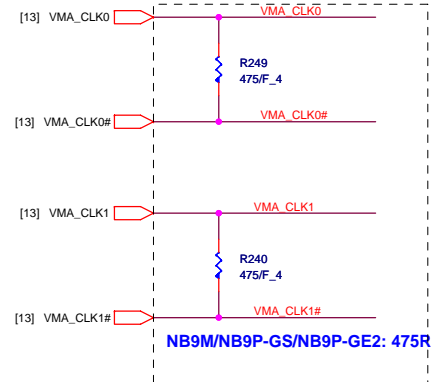 [13] VMA_CLK0 VMA_CLK0
R249
475/F_4
[13] VMA_CLK0# VMA_CLK0#
[13] VMA_CLK1 VMA_CLK1
R240
475/F_4
[13] VMA_CLK1# VMA_CLK1#
NB9M/NB9P-GS/NB9P-GE2: 475R